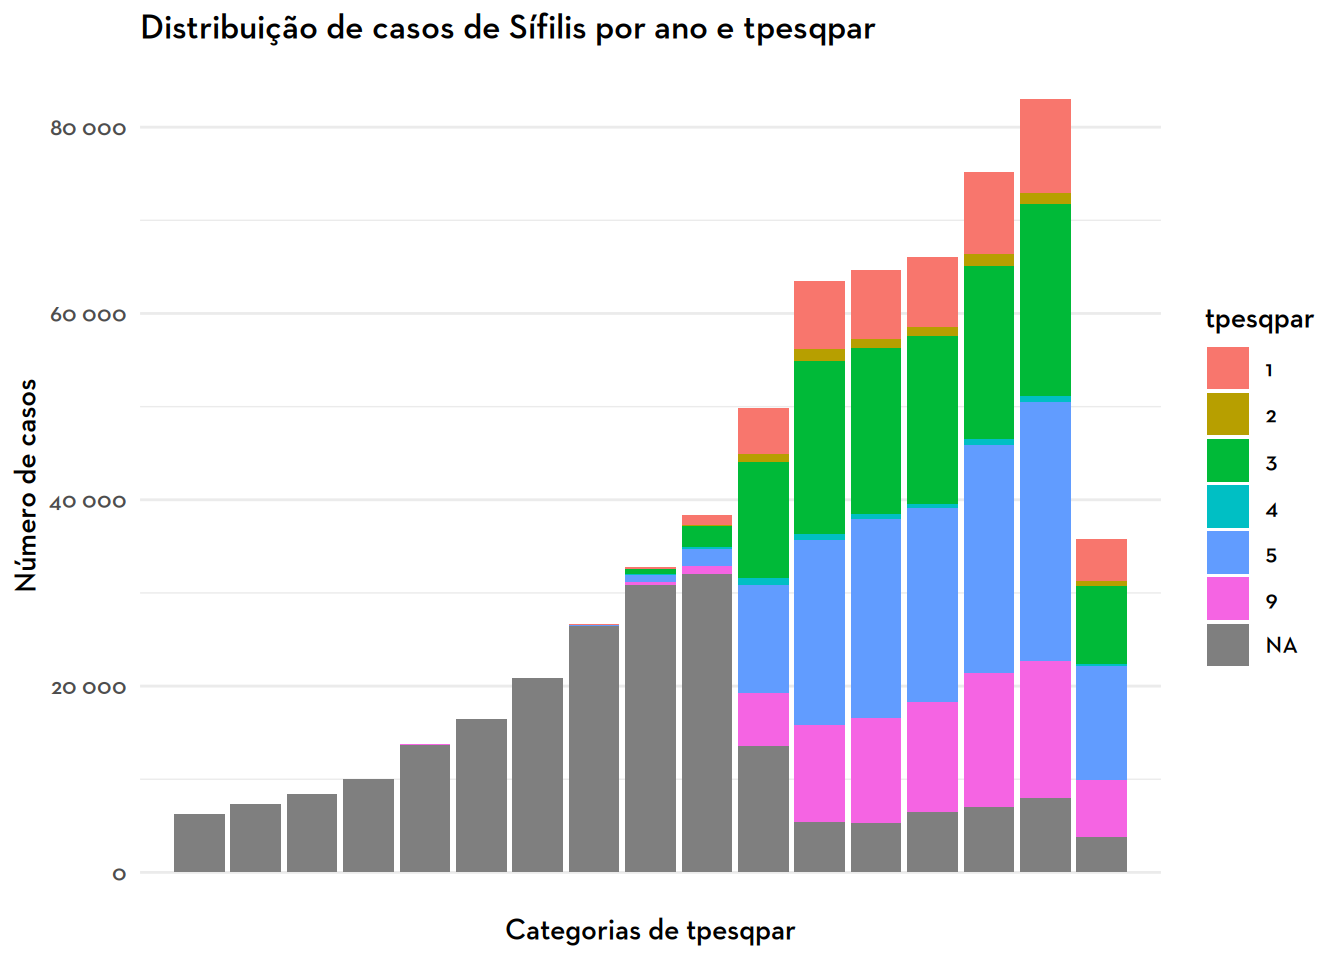 Distribuição de casos de Sífilis por ano e tpesqpar
Número de casos
80 000
60 000
40 000
20 000
0
Categorias de tpesqpar
tpesqpar
1
2
3
4
5
9
NA